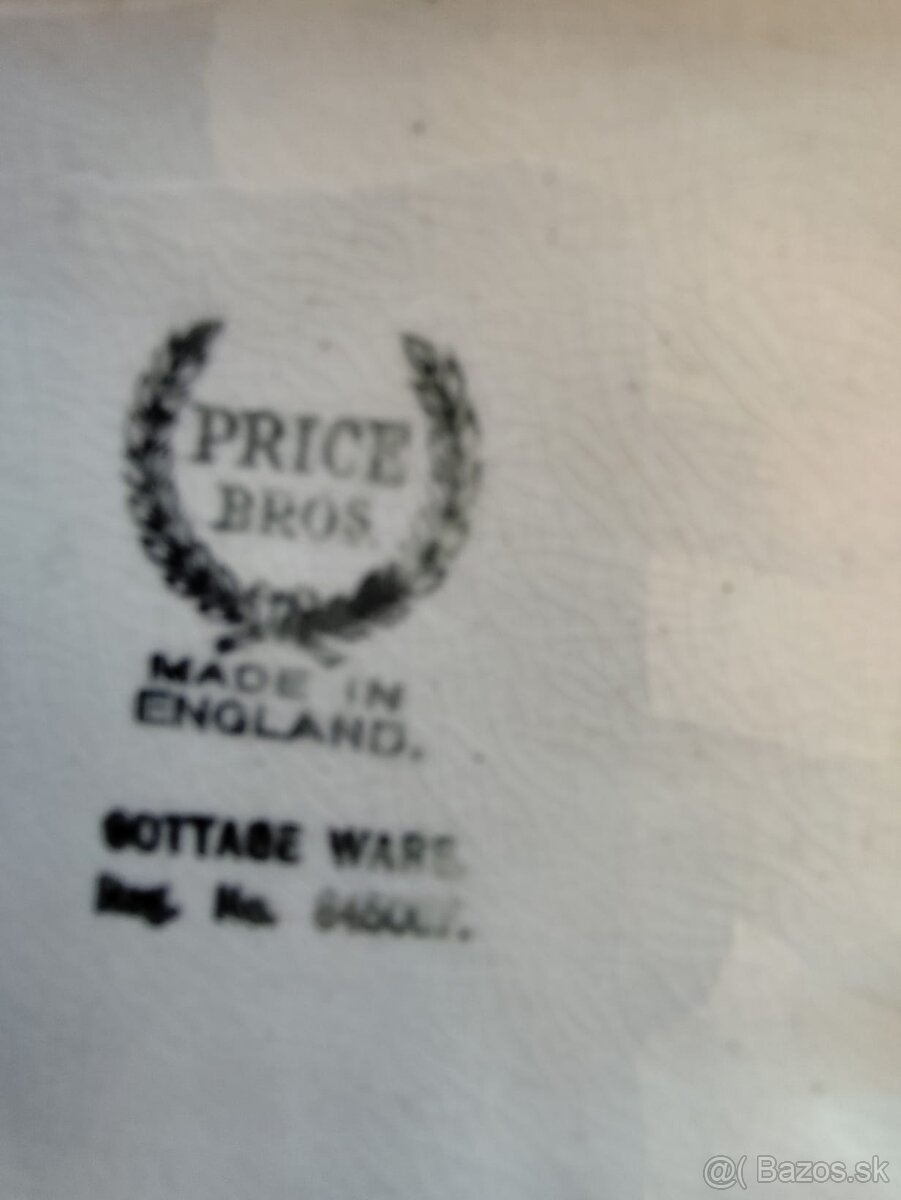 PRICE
BROS.
MADE IN
ENGLAND.
COTTAGE WARE.
Reg. No.
@( Bazos.sk